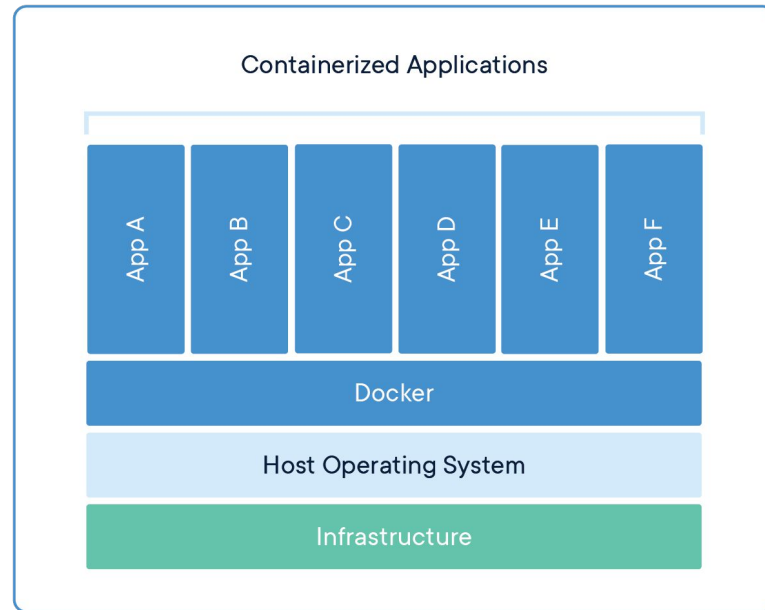 Containerized Applications
App A
App B
App C
App D
App E
App F
Docker
Host Operating System
Infrastructure